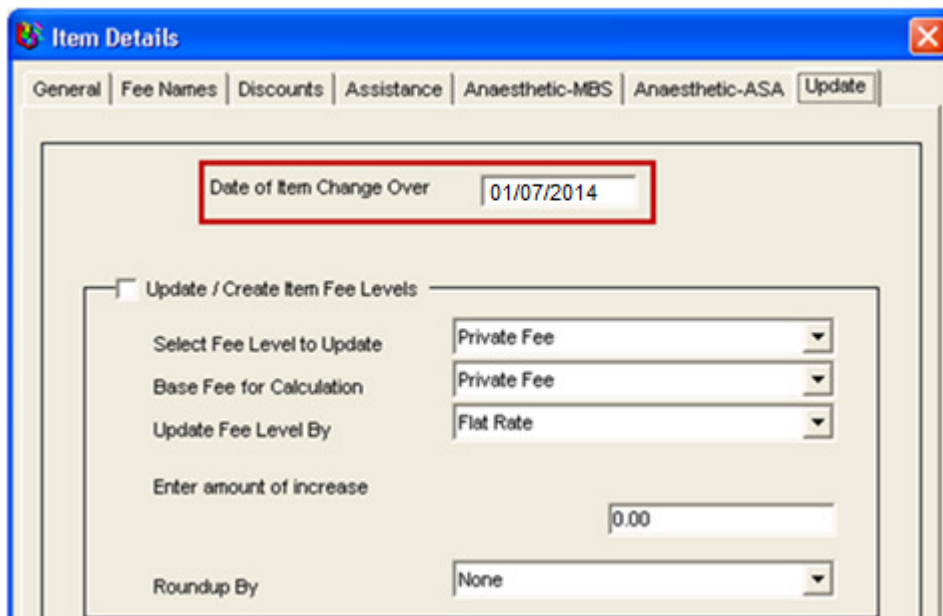 Item Details
General Fee Names Discounts Assistance Anaesthetic-MBS Anaesthetic-ASA Update
Date of Item Change Over 01/07/2014
Update / Create Item Fee Levels
Select Fee Level to Update Private Fee
Base Fee for Calculation Private Fee
Update Fee Level By Flat Rate
Enter amount of increase
0.00
Roundup By None